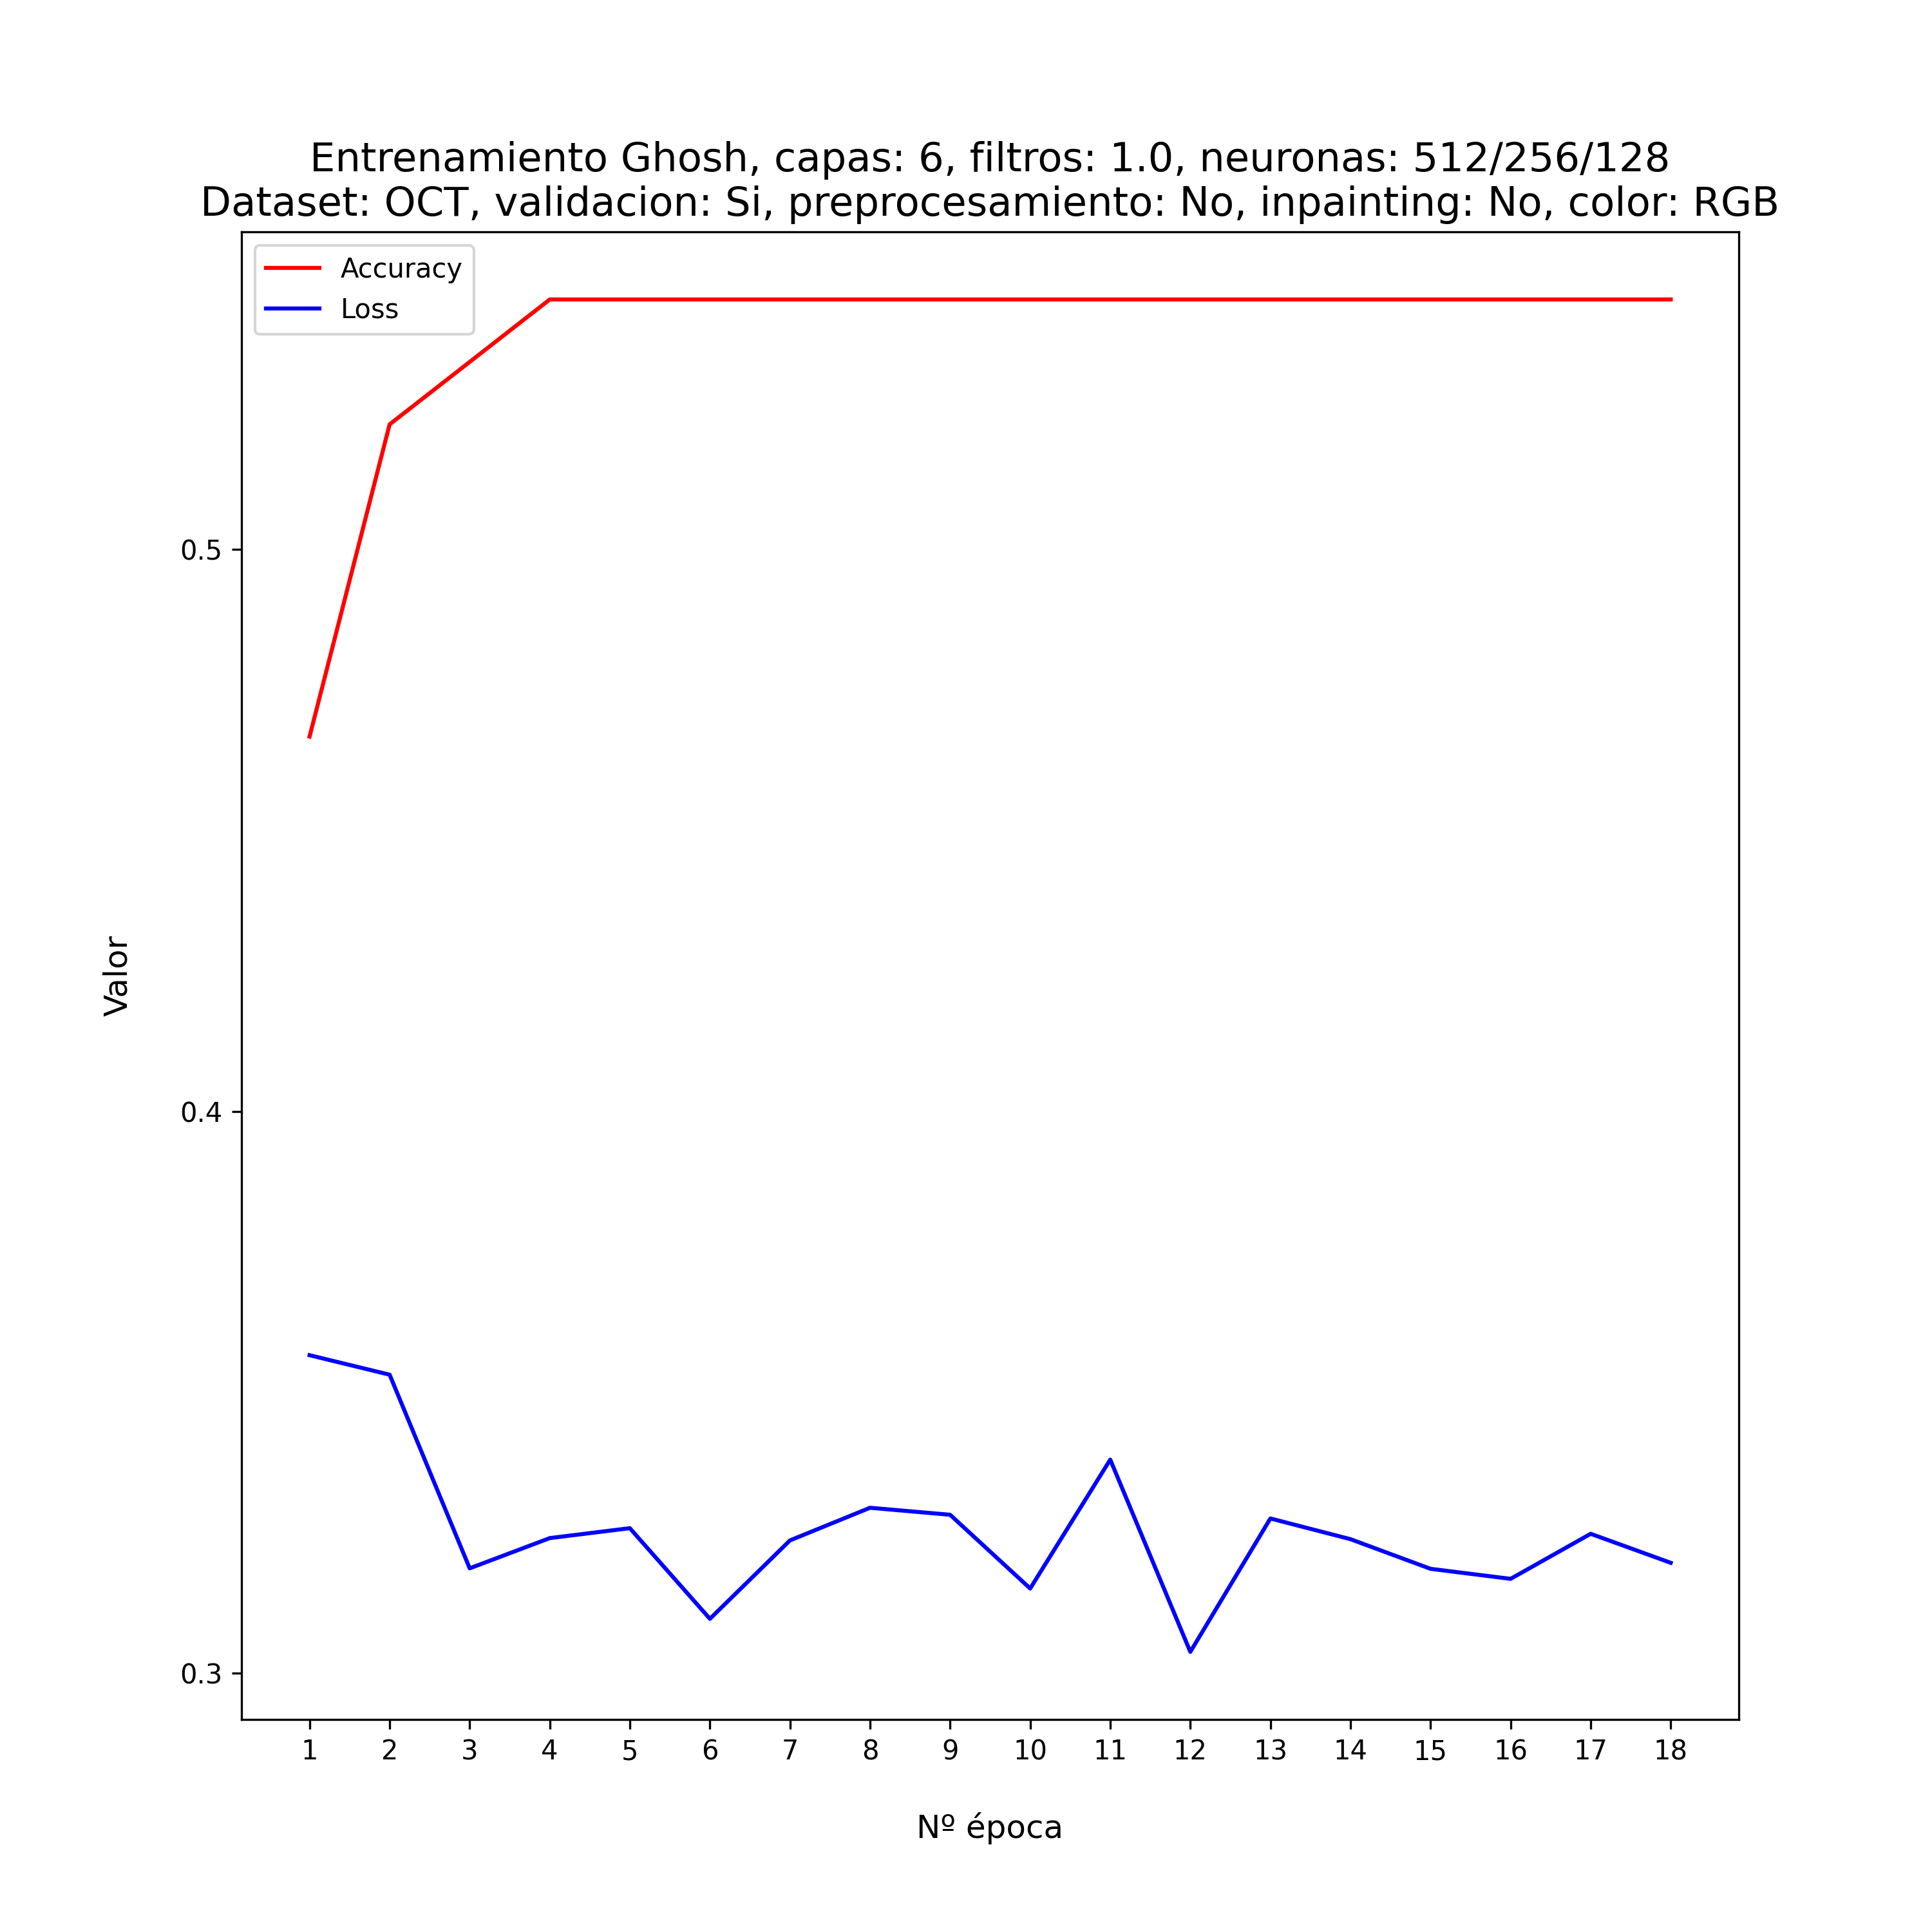 Entrenamiento Ghosh, capas: 6, filtros: 1.0, neuronas: 512/256/128
Dataset: OCT, validacion: Si, preprocesamiento: No, inpainting: No, color: RGB
Accuracy
Loss
0.5
0.4
0.3
Valor
1 2 3 4 5 6 7 8 9 10 11 12 13 14 15 16 17 18
Nº época